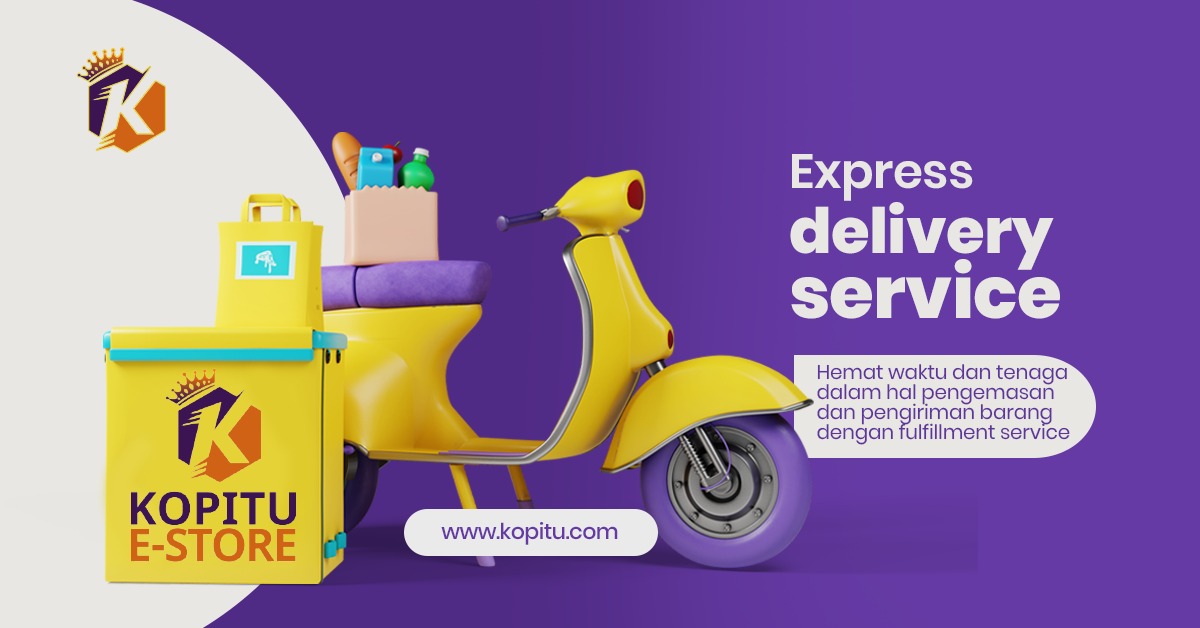 K
Express
delivery
service
Hemat waktu dan tenaga
dalam hal pengemasan
dan pengiriman barang
dengan fulfillment service
K
KOPITU
E-STORE
www.kopitu.com